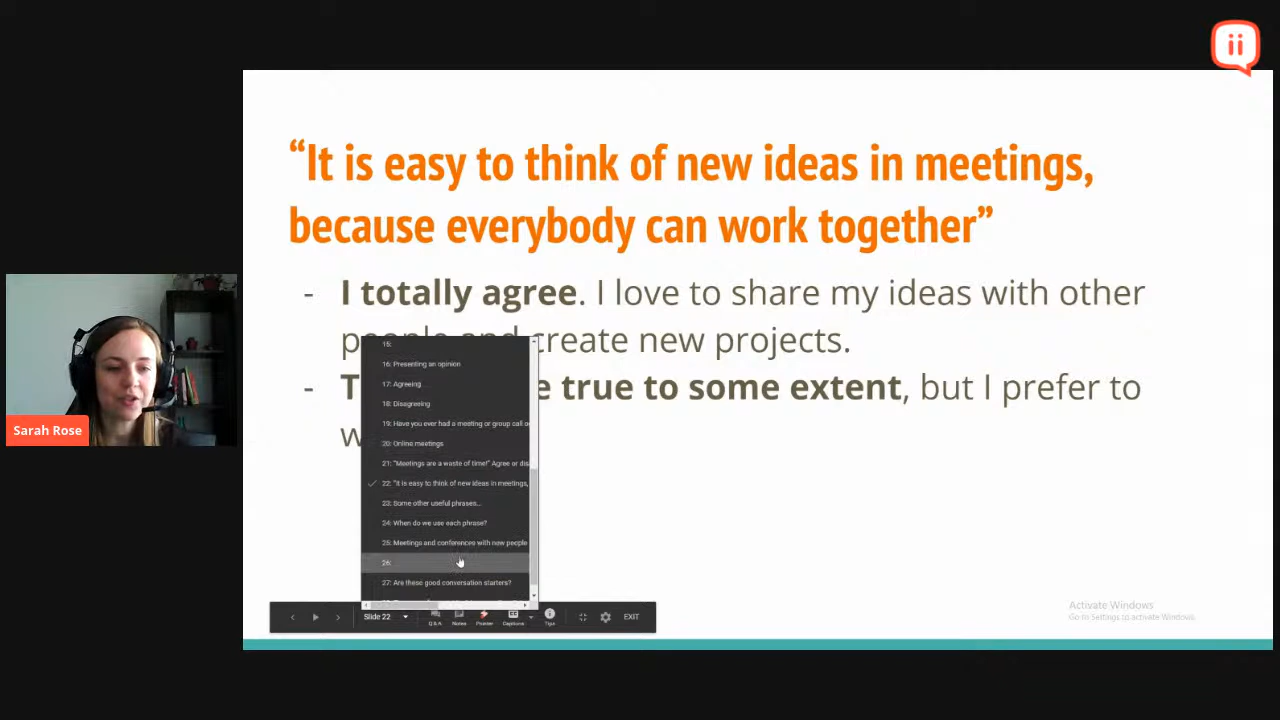 “It is easy to think of new ideas in meetings,
because everybody can work together”
- I totally agree. I love to share my ideas with other
create new projects.
- true to some extent, but I prefer to
15:
16: Presenting an opinion
17: Agreeing
18: Disagreeing
19: Have you ever had a meeting or group call o
20: Online meetings
21: "Meetings are a waste of time!" Agree or dis
22: "It is easy to think of new ideas in meetings,
23: Some other useful phrases...
24: When do we use each phrase?
25: Meetings and conferences with new people
26:
27: Are these good conversation starters?
Sarah Rose
Slide 22
Q & A
Notes
Pointer
Captions
Tips
EXIT
Activate Windows
Go to Settings to activate Windows.